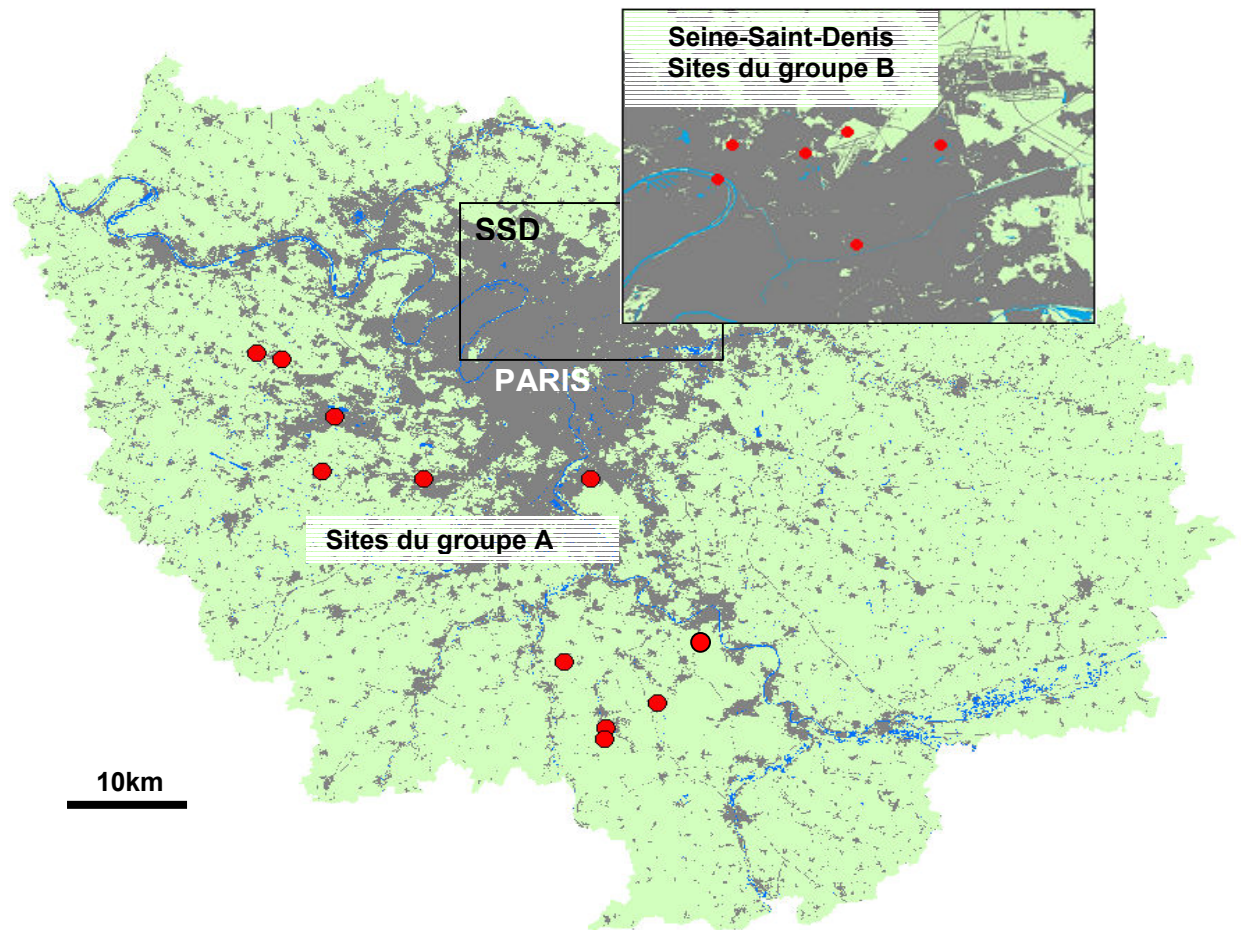 Seine-Saint-Denis
Sites du groupe B
SSD
PARIS
Sites du groupe A
10km